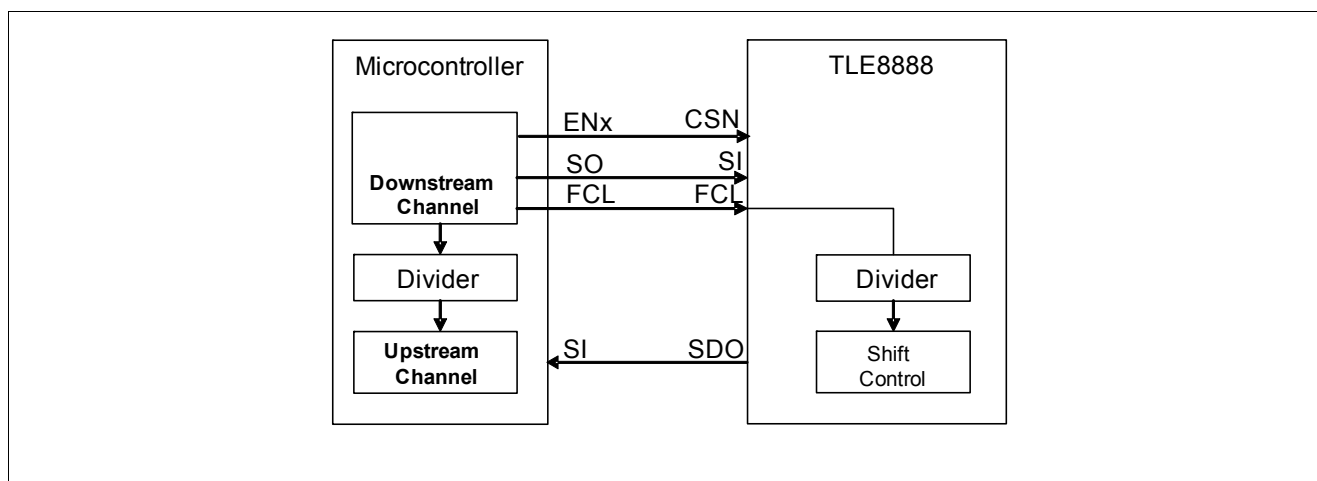 Microcontroller
TLE8888
ENx
CSN
SO
SI
FCL
FCL
Downstream
Channel
Divider
Divider
Upstream
Channel
SI
SDO
Shift
Control